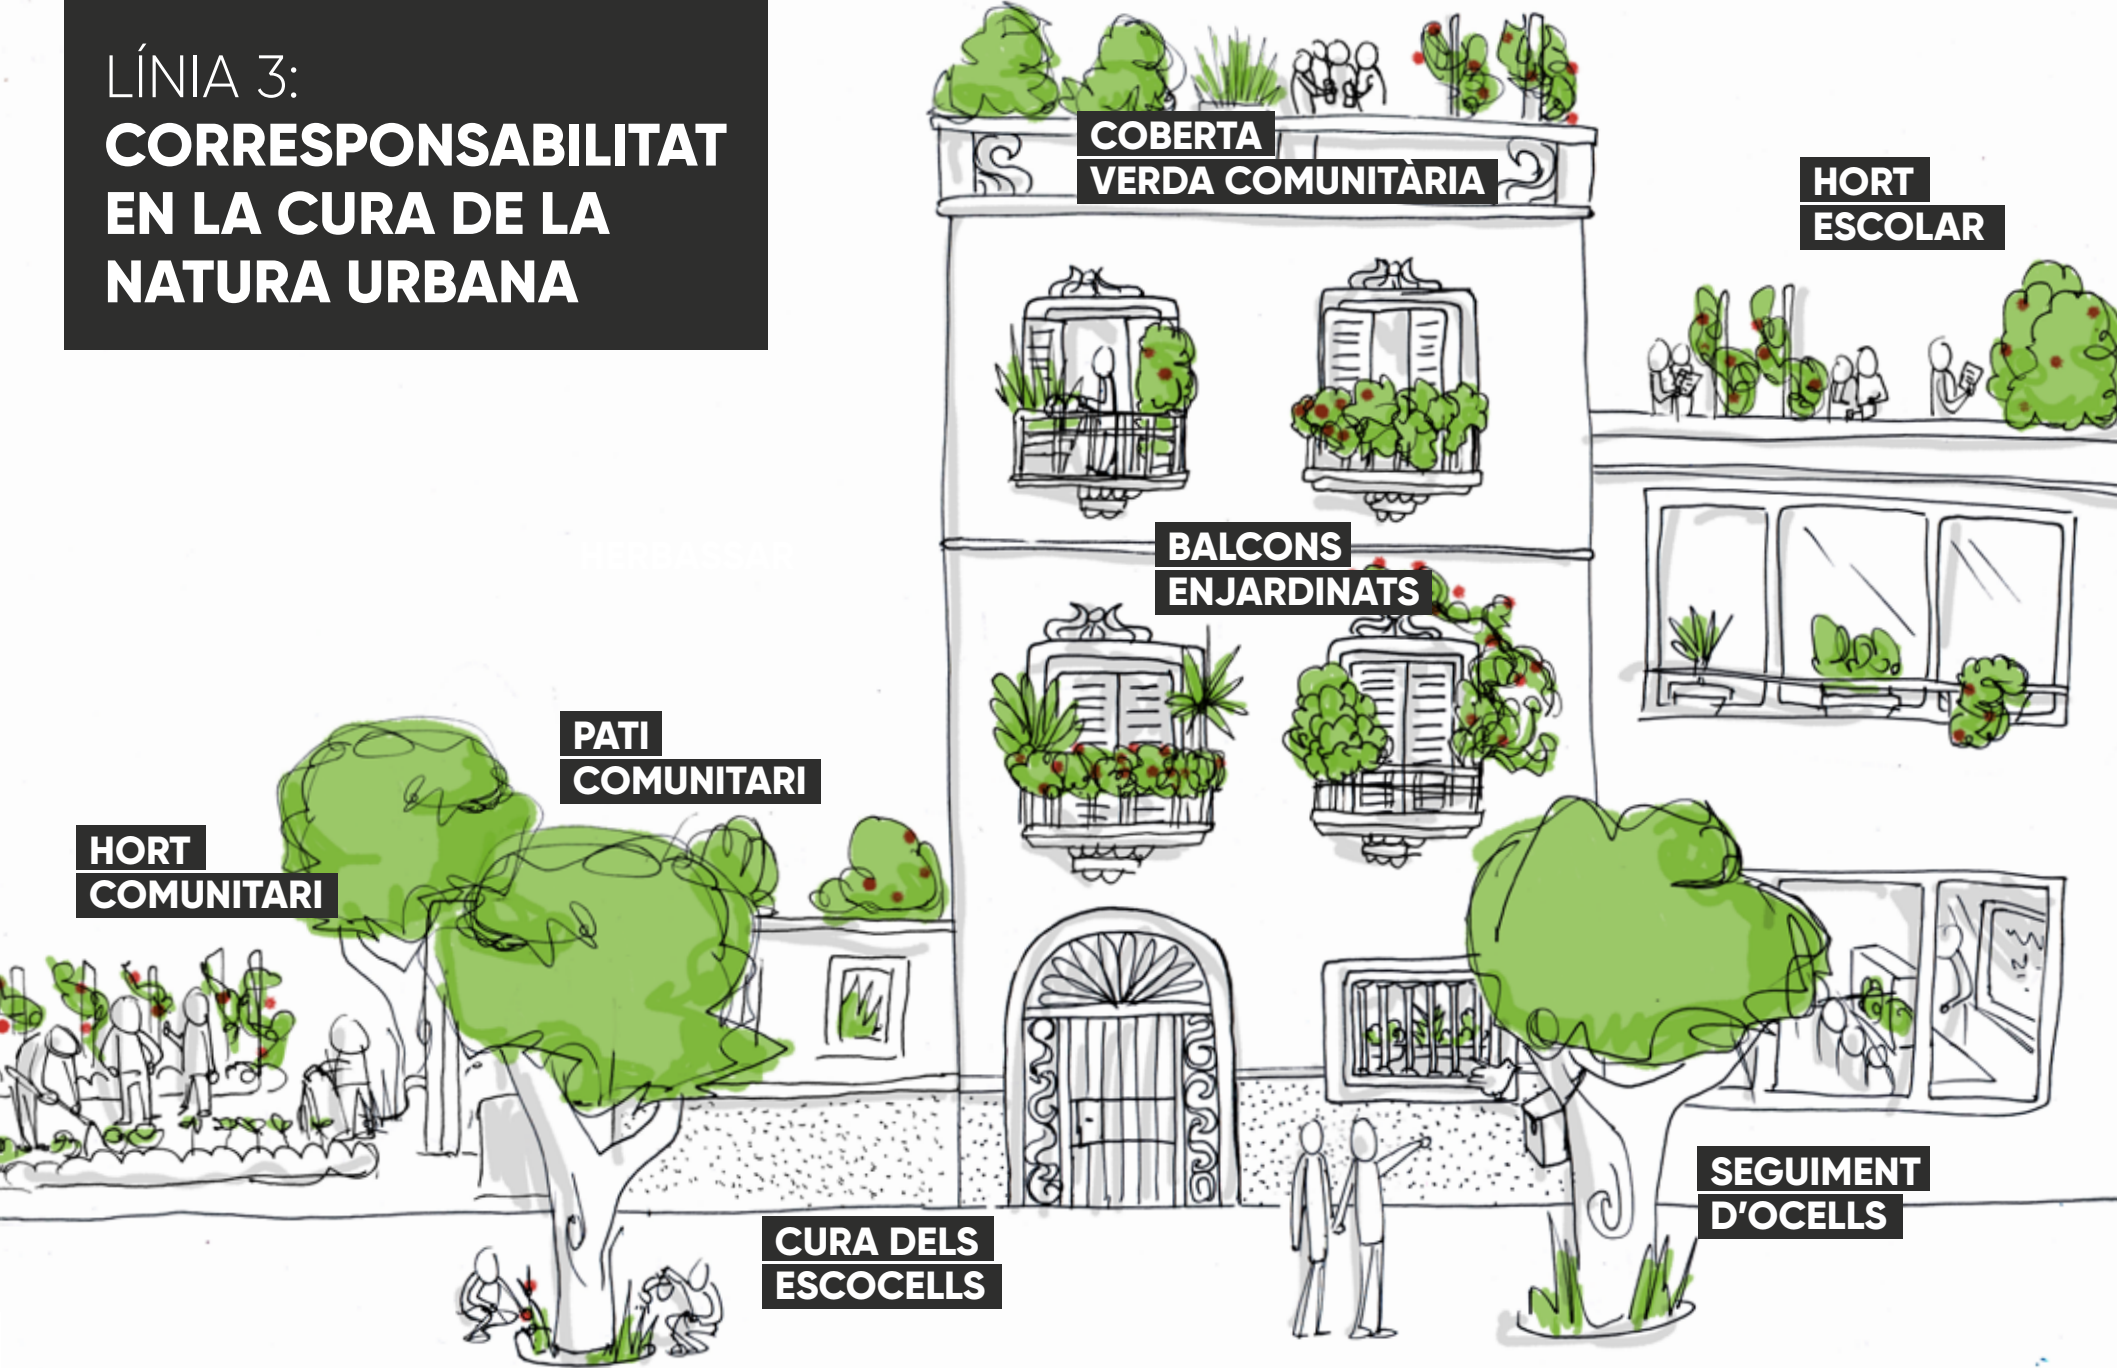 LÍNIA 3:
CORRESPONSABILITAT
EN LA CURA DE LA
NATURA URBANA
COBERTA
VERDA COMUNITÀRIA
HORT
ESCOLAR
BALCONS
ENJARDINATS
HERBASSAR
PATI
COMUNITARI
HORT
COMUNITARI
SEGUIMENT
D'OCELLS
CURA DELS
ESCOCELLS